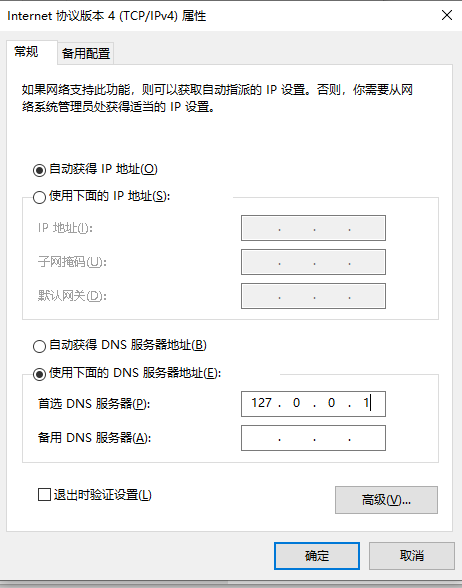 Internet 协议版本 4 (TCP/IPv4) 属性
常规
备用配置
如果网络支持此功能，则可以获取自动指派的 IP 设置。否则，你需要从网
络系统管理员处获得适当的 IP 设置。
自动获得 IP 地址(O)
使用下面的 IP 地址(S):
IP 地址(I):
. . .
子网掩码(U):
. . .
默认网关(D):
. . .
自动获得 DNS 服务器地址(B)
使用下面的 DNS 服务器地址(E):
首选 DNS 服务器(P):
127 . 0 . 0 . 1
备用 DNS 服务器(A):
. . .
退出时验证设置(L)
高级(V)...
确定
取消